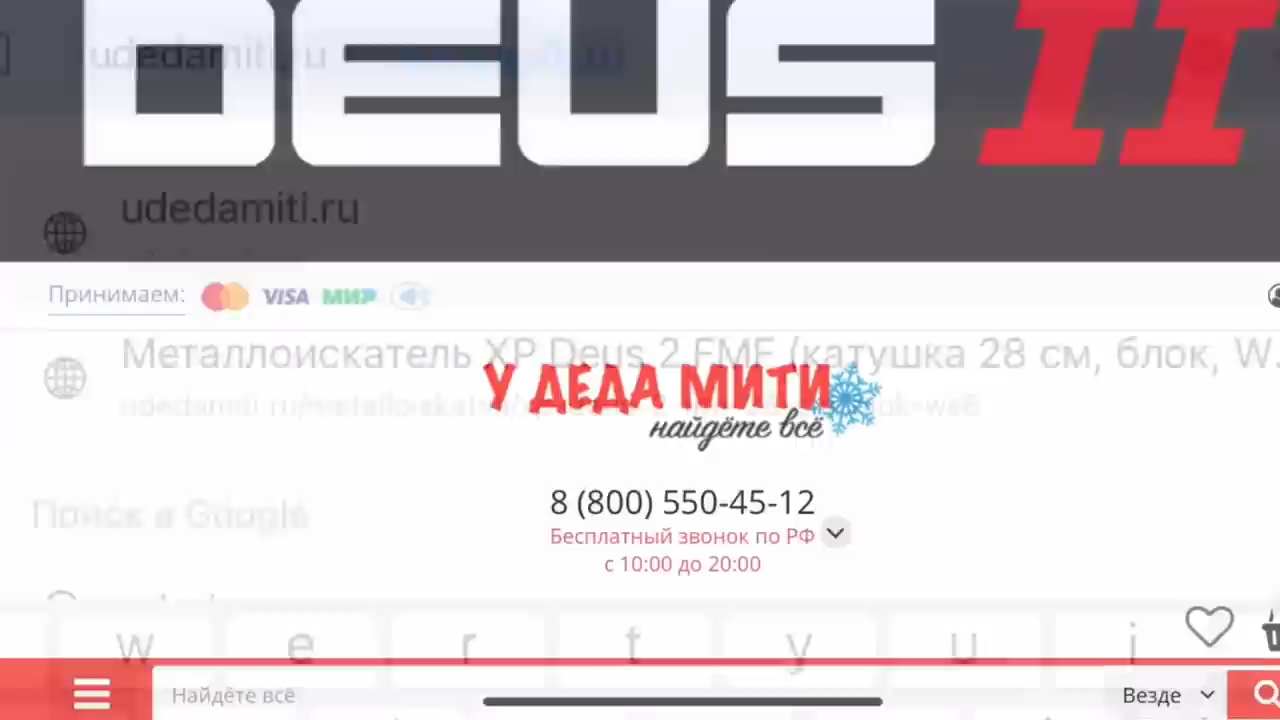 DEUS II
udedamiti.ru
udedamiti.ru
Принимаем: VISA МИР
Металлоискатель XP Deus 2 FMF (катушка 28 см, блок, W
У ДЕДА МИТИ
найдёте всё
8 (800) 550-45-12
Поиск в Google
Бесплатный звонок по РФ
с 10:00 до 20:00
w e r t y u i
Найдёте всё
Везде